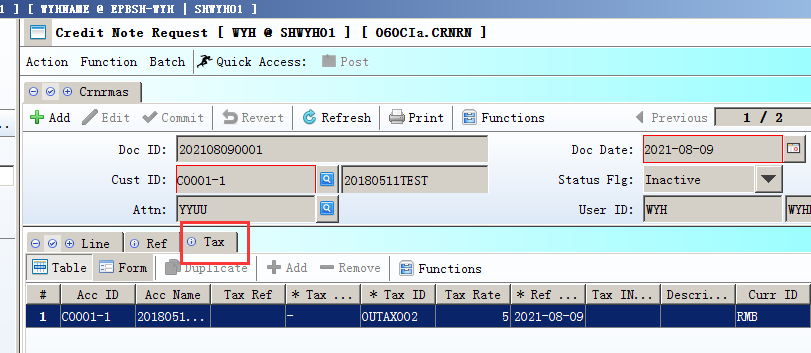 1 ] [ WYHNAME @ EPBSH-WYH | SHWYH01 ]
Credit Note Request [ WYH @ SHWYH01 ] [ 060CIa.CRNRN ]
Action Function Batch Quick Access: Post
Crnrmas
Add Edit Commit Revert Refresh Print Functions Previous 1 / 2
Doc ID: 202108090001 Doc Date: 2021-08-09
Cust ID: C0001-1 20180511TEST Status Flg: Inactive
Attn: YYUU User ID: WYH WYH
Line Ref Tax
Table Form Duplicate Add Remove Functions
# Acc ID Acc Name Tax Ref * Tax ... * Tax ID Tax Rate * Ref ... Tax IN... Descri... Curr ID
1 C0001-1 2018051... - OUTAX002 5 2021-08-09 RMB